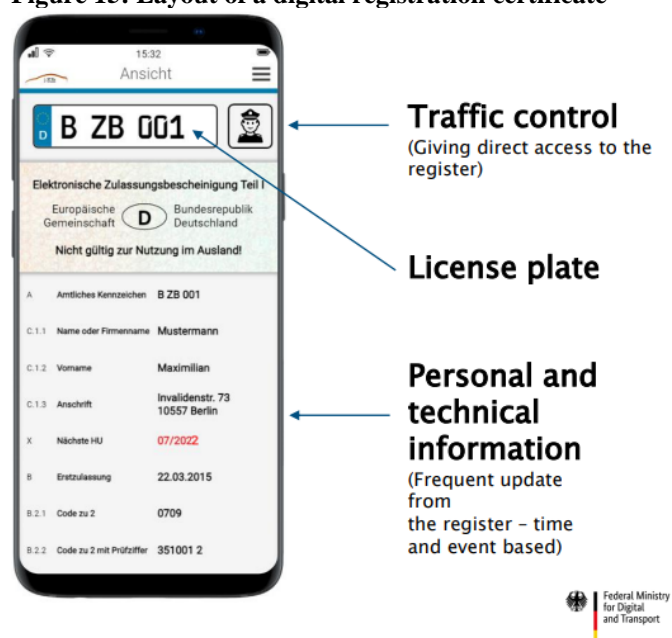 Figure 15: Layout of a digital registration certificate
15:32
Ansicht
D B ZB 001
Traffic control
(Giving direct access to the
register)
Elektronische Zulassungsbescheinigung Teil I
Europäische Gemeinschaft D Bundesrepublik Deutschland
Nicht gültig zur Nutzung im Ausland!
License plate
A Amtliches Kennzeichen B ZB 001
C.1.1 Name oder Firmenname Mustermann
C.1.2 Vorname Maximilian
C.1.3 Anschrift Invalidenstr. 73
10557 Berlin
X Nächste HU 07/2022
B Erstzulassung 22.03.2015
B.2.1 Code zu 2 0709
B.2.2 Code zu 2 mit Prüfziffer 351001 2
Personal and
technical
information
(Frequent update
from
the register – time
and event based)
Federal Ministry
for Digital
and Transport